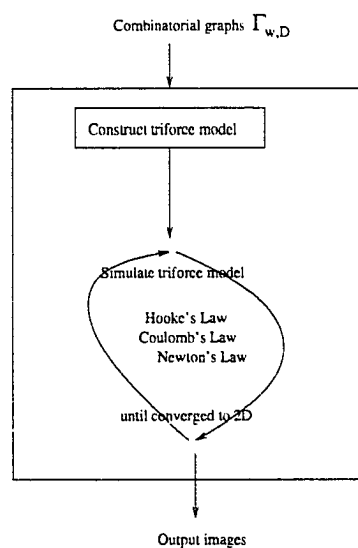 Combinatorial graphs Γw,D
Construct triforce model
Simulate triforce model
Hooke's Law
Coulomb's Law
Newton's Law
until converged to 2D
Output images